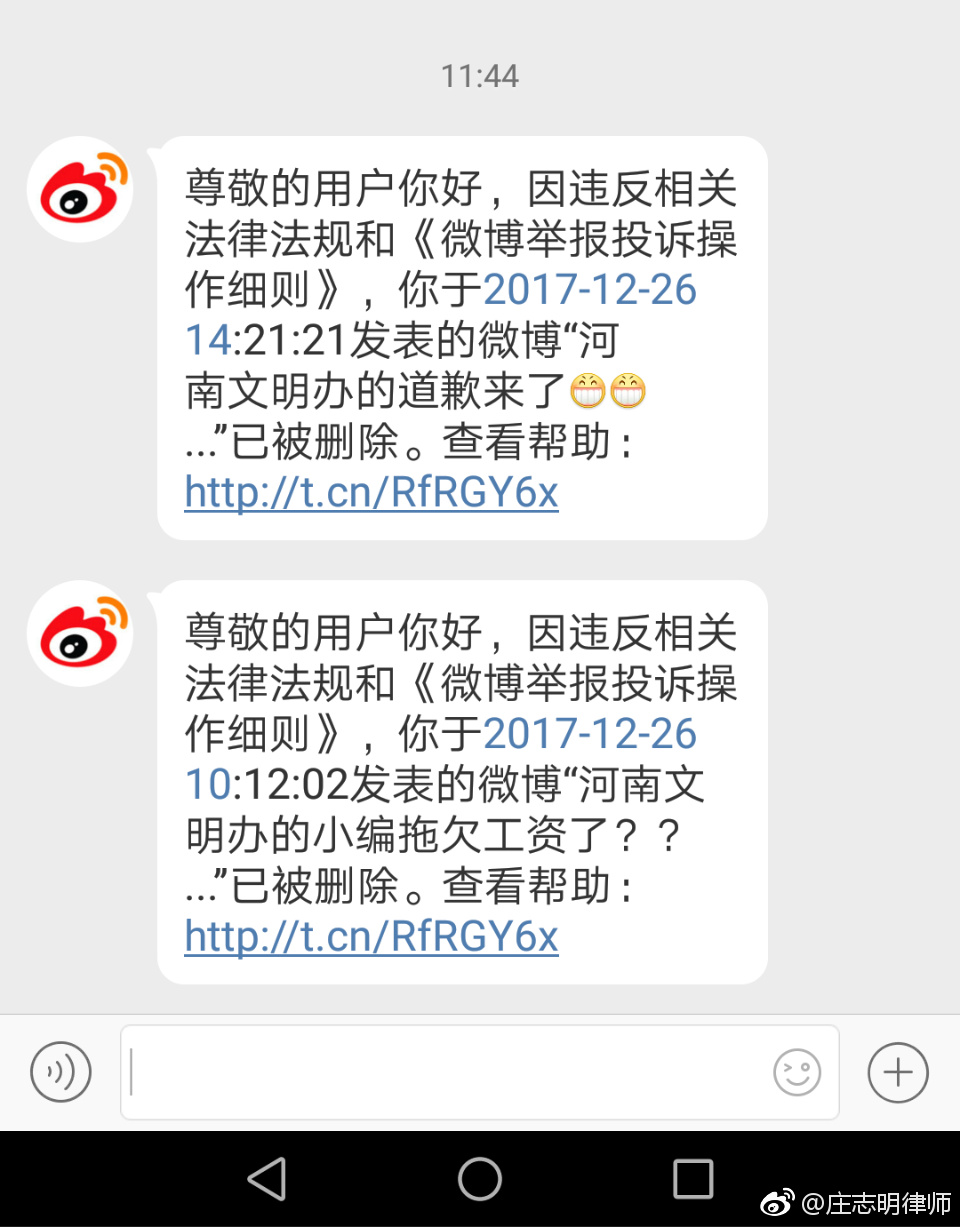 11:44
尊敬的用户你好，因违反相关
法律法规和《微博举报投诉操
作细则》，你于2017-12-26
14:21:21发表的微博“河
南文明办的道歉来了😁😁
...”已被删除。查看帮助：
http://t.cn/RfRGY6x
尊敬的用户你好，因违反相关
法律法规和《微博举报投诉操
作细则》，你于2017-12-26
10:12:02发表的微博“河南文
明办的小编拖欠工资了？？
...”已被删除。查看帮助：
http://t.cn/RfRGY6x
@庄志明律师